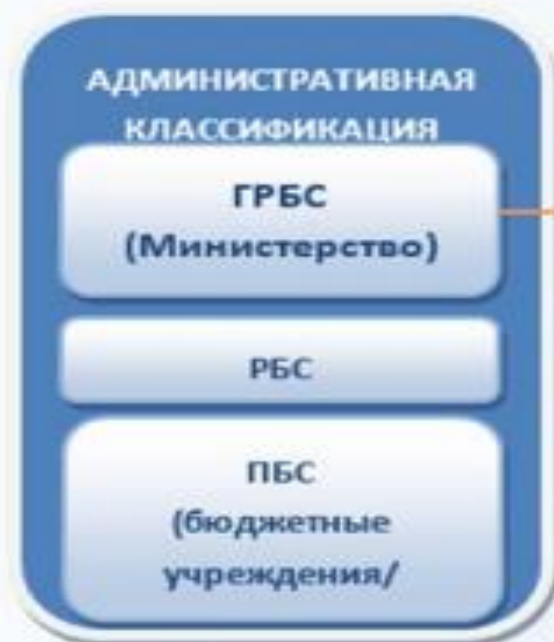 АДМИНИСТРАТИВНАЯ
КЛАССИФИКАЦИЯ
ГРБС
(Министерство)
РБС
ПБС
(бюджетные
учреждения/